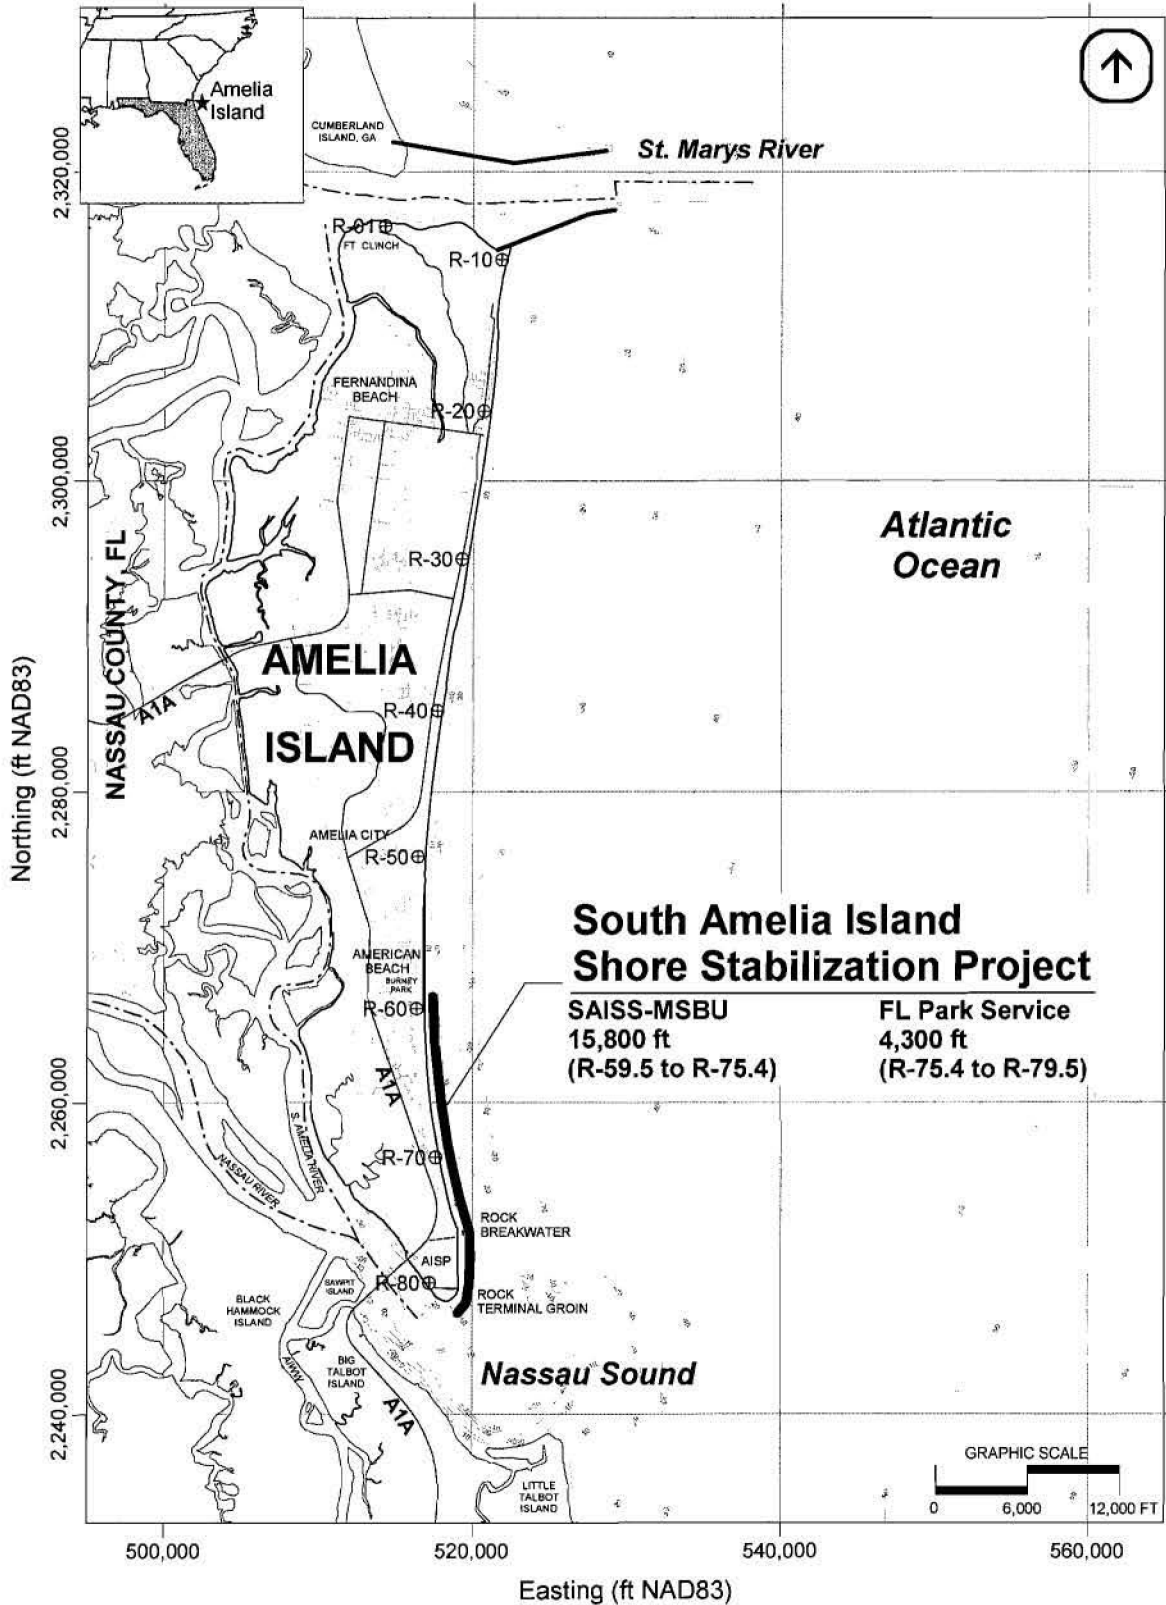 Amelia
Island
CUMBERLAND
ISLAND, GA
St. Marys River
2,320,000
R-01
FT CLINCH
R-10
FERNANDINA
BEACH
R-20
2,300,000
Atlantic
Ocean
R-30
NASSAU COUNTY, FL
AMELIA
A1A
R-40
ISLAND
Northing (ft NAD83)
2,280,000
AMELIA CITY
R-50
South Amelia Island
Shore Stabilization Project
SAISS-MSBU
15,800 ft
(R-59.5 to R-75.4)
FL Park Service
4,300 ft
(R-75.4 to R-79.5)
AMERICAN
BEACH
BURNEY
PARK
R-60
A1A
2,260,000
S. AMELIA RIVER
R-70
NASSAU RIVER
ROCK
BREAKWATER
AISP
R-80
SAWPIT
ISLAND
ROCK
TERMINAL GROIN
BLACK
HAMMOCK
ISLAND
AIWW
BIG
TALBOT
ISLAND
Nassau Sound
A1A
2,240,000
LITTLE
TALBOT
ISLAND
GRAPHIC SCALE
0
6,000
12,000 FT
500,000
520,000
540,000
560,000
Easting (ft NAD83)